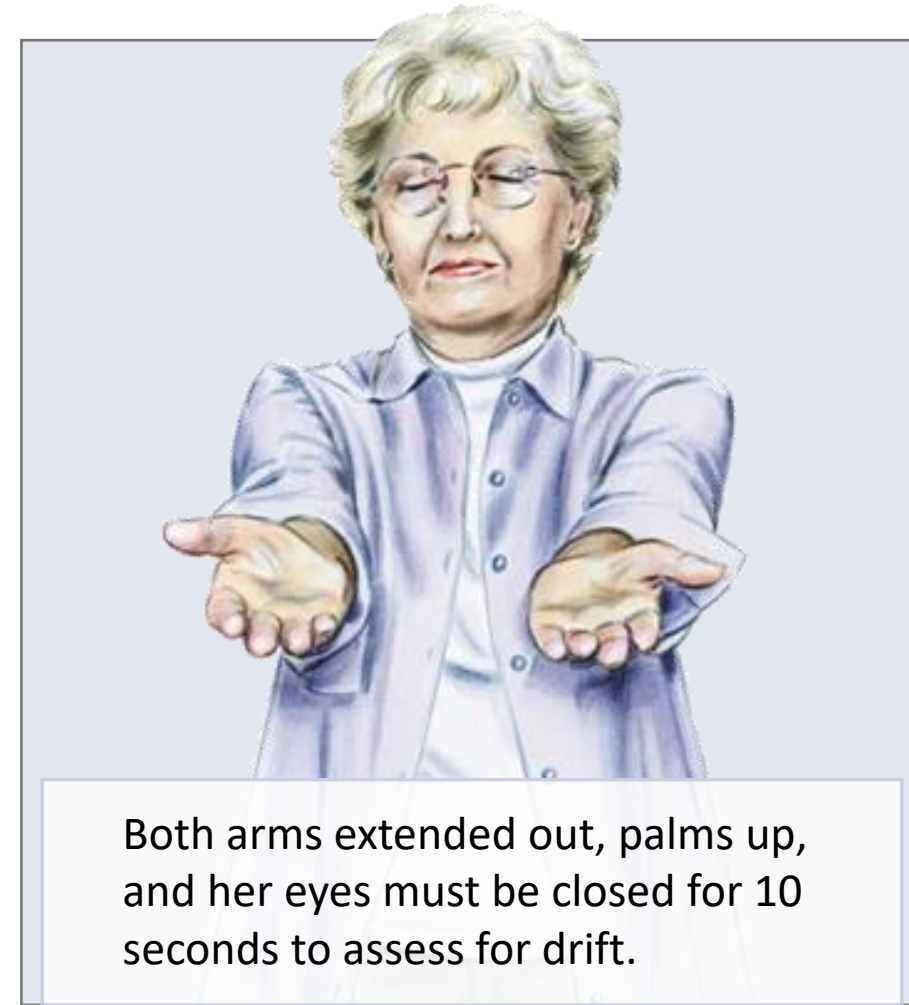 Both arms extended out, palms up,
and her eyes must be closed for 10
seconds to assess for drift.